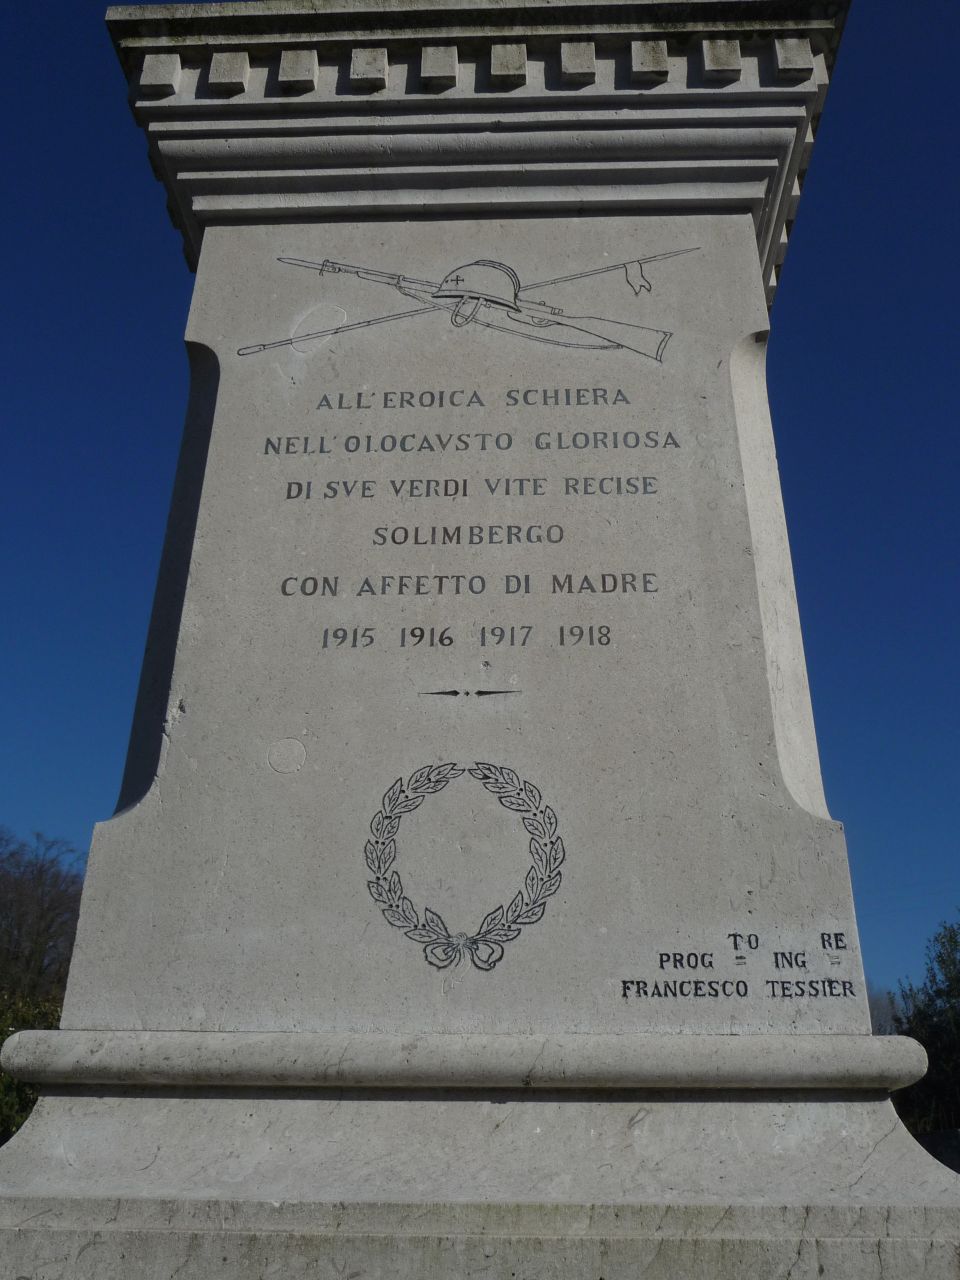 ALL'EROICA SCHIERA
NELL'OLOCAVSTO GLORIOSA
DI SVE VERDI VITE RECISE
SOLIMBERGO
CON AFFETTO DI MADRE
1915 1916 1917 1918
PROG TO ING RE
FRANCESCO TESSIER